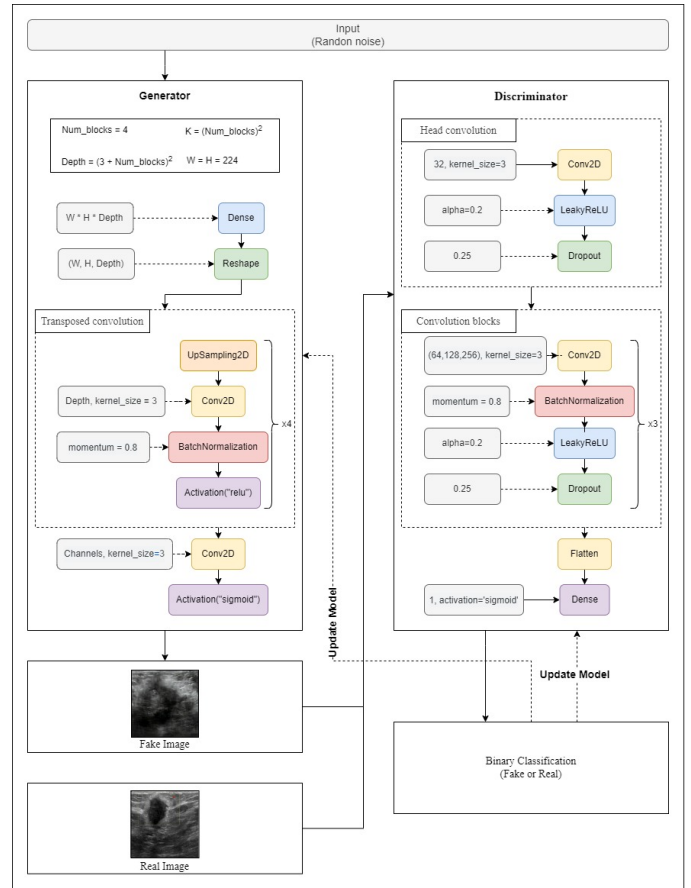 Input
(Randon noise)
Generator
Num_blocks = 4
K = (Num_blocks)²
Depth = (3 + Num_blocks)²
W = H = 224
W * H * Depth
Dense
(W, H, Depth)
Reshape
Transposed convolution
UpSampling2D
Depth, kernel_size = 3
Conv2D
x4
momentum = 0.8
BatchNormalization
Activation("relu")
Channels, kernel_size=3
Conv2D
Activation("sigmoid")
Update Model
Fake Image
Real Image
Discriminator
Head convolution
32, kernel_size=3
Conv2D
alpha=0.2
LeakyReLU
0.25
Dropout
Convolution blocks
(64,128,256), kernel_size=3
Conv2D
momentum = 0.8
BatchNormalization
x3
alpha=0.2
LeakyReLU
0.25
Dropout
Flatten
1, activation='sigmoid'
Dense
Update Model
Binary Classification
(Fake or Real)